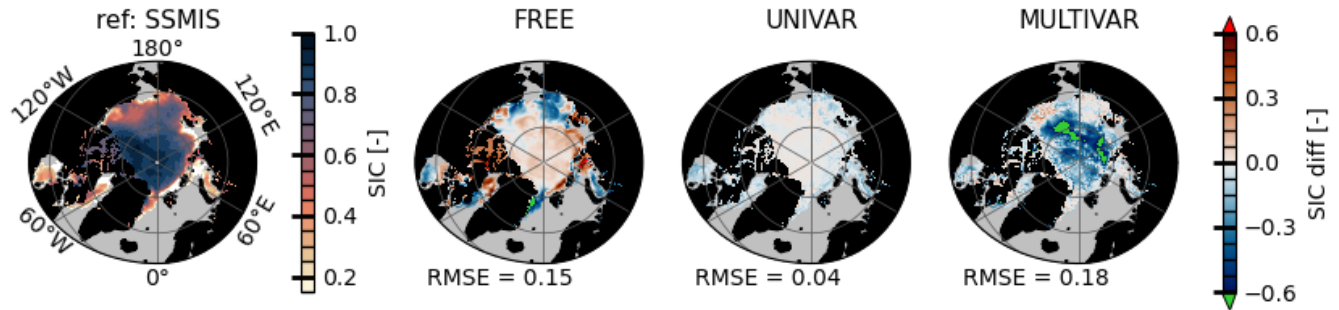 ref: SSMIS
180°
120°W
120°E
60°W
60°E
0°
1.0
0.8
0.6
0.4
0.2
SIC [-]
FREE
RMSE = 0.15
UNIVAR
RMSE = 0.04
MULTIVAR
RMSE = 0.18
0.6
0.3
0.0
−0.3
−0.6
SIC diff [-]